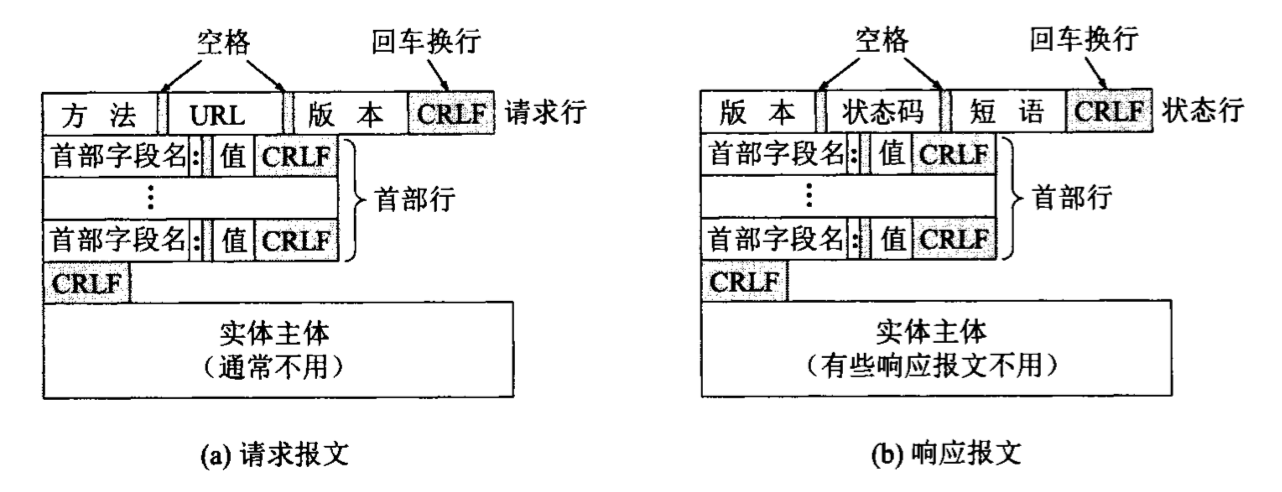 空格 回车换行
方 法 URL 版 本 CRLF 请求行
首部字段名: 值 CRLF
⋮ 首部行
首部字段名: 值 CRLF
CRLF
实体主体
（通常不用）
(a) 请求报文
空格 回车换行
版 本 状态码 短 语 CRLF 状态行
首部字段名: 值 CRLF
⋮ 首部行
首部字段名: 值 CRLF
CRLF
实体主体
（有些响应报文不用）
(b) 响应报文